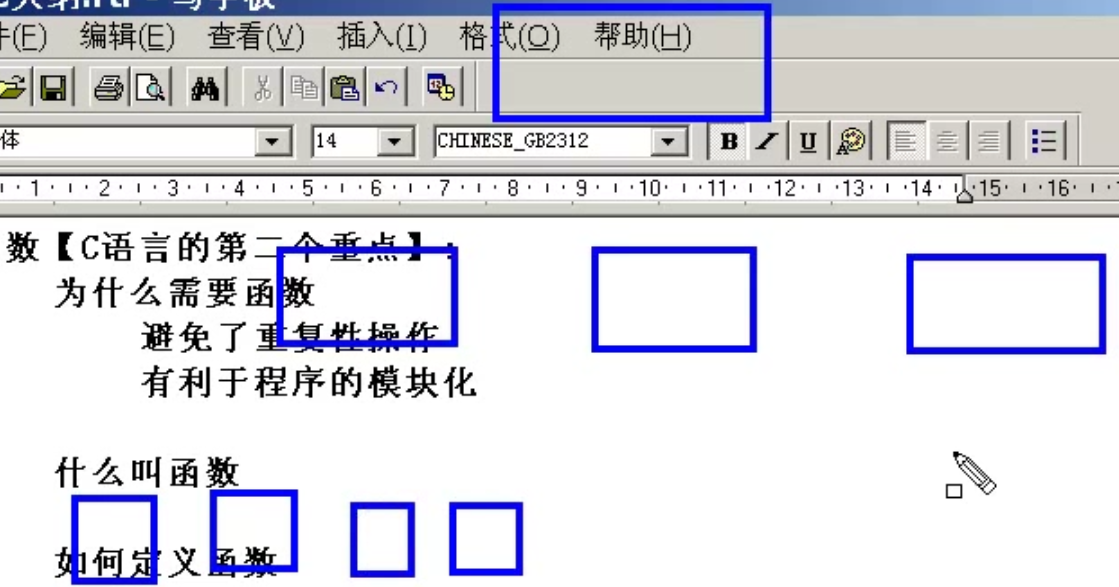 件(F) 编辑(E) 查看(V) 插入(I) 格式(O) 帮助(H)
体 14 CHINESE_GB2312 B I U
1 2 3 4 5 6 7 8 9 10 11 12 13 14 15 16
数【C语言的第二个重点】:
为什么需要函数
避免了重复性操作
有利于程序的模块化
什么叫函数
如何定义函数